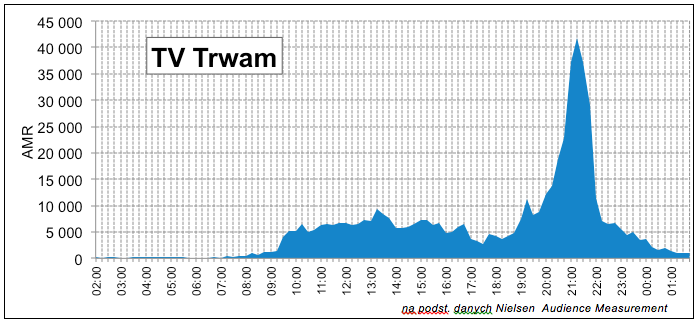 45 000
40 000
35 000
30 000
25 000
20 000
15 000
10 000
5 000
0
AMR
TV Trwam
02:00 03:00 04:00 05:00 06:00 07:00 08:00 09:00 10:00 11:00 12:00 13:00 14:00 15:00 16:00 17:00 18:00 19:00 20:00 21:00 22:00 23:00 00:00 01:00
na podst. danych Nielsen Audience Measurement